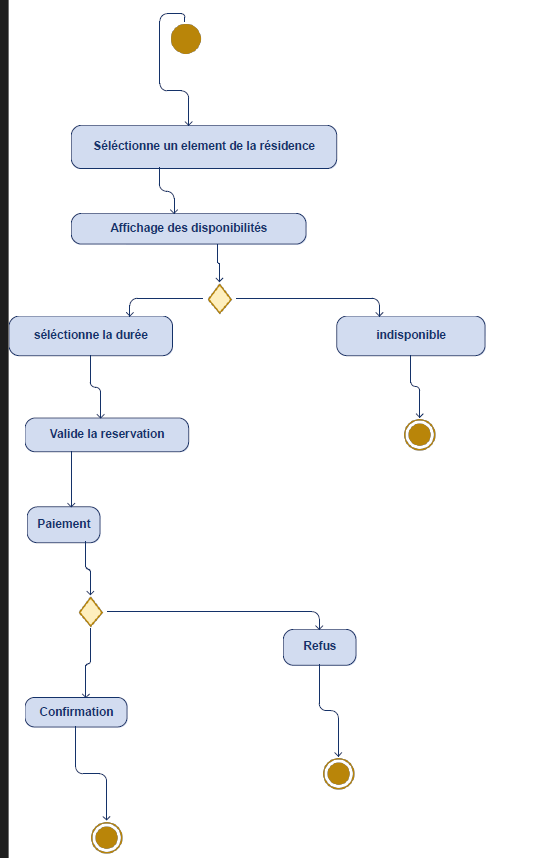 Séléctionne un element de la résidence
Affichage des disponibilités
séléctionne la durée
indisponible
Valide la reservation
Paiement
Refus
Confirmation